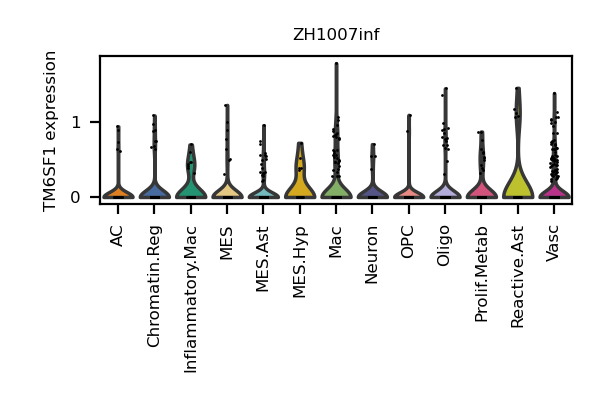 ZH1007inf
TM6SF1 expression
1
0
AC
Chromatin.Reg
Inflammatory.Mac
MES
MES.Ast
MES.Hyp
Mac
Neuron
OPC
Oligo
Prolif.Metab
Reactive.Ast
Vasc